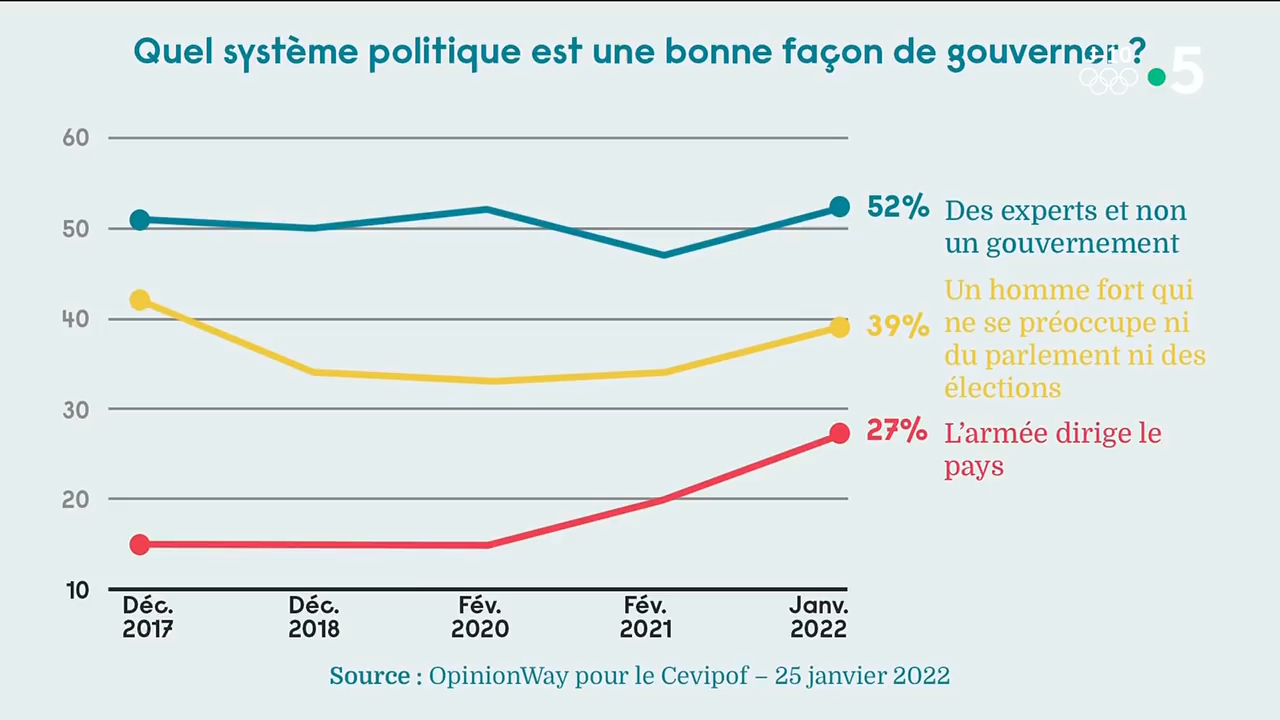 Quel système politique est une bonne façon de gouverner ?
5
60
50
40
30
20
10
52% Des experts et non
un gouvernement
Un homme fort qui
39% ne se préoccupe ni
du parlement ni des
élections
27% L'armée dirige le
pays
Déc. Déc. Fév. Fév. Janv.
2017 2018 2020 2021 2022
Source : OpinionWay pour le Cevipof – 25 janvier 2022